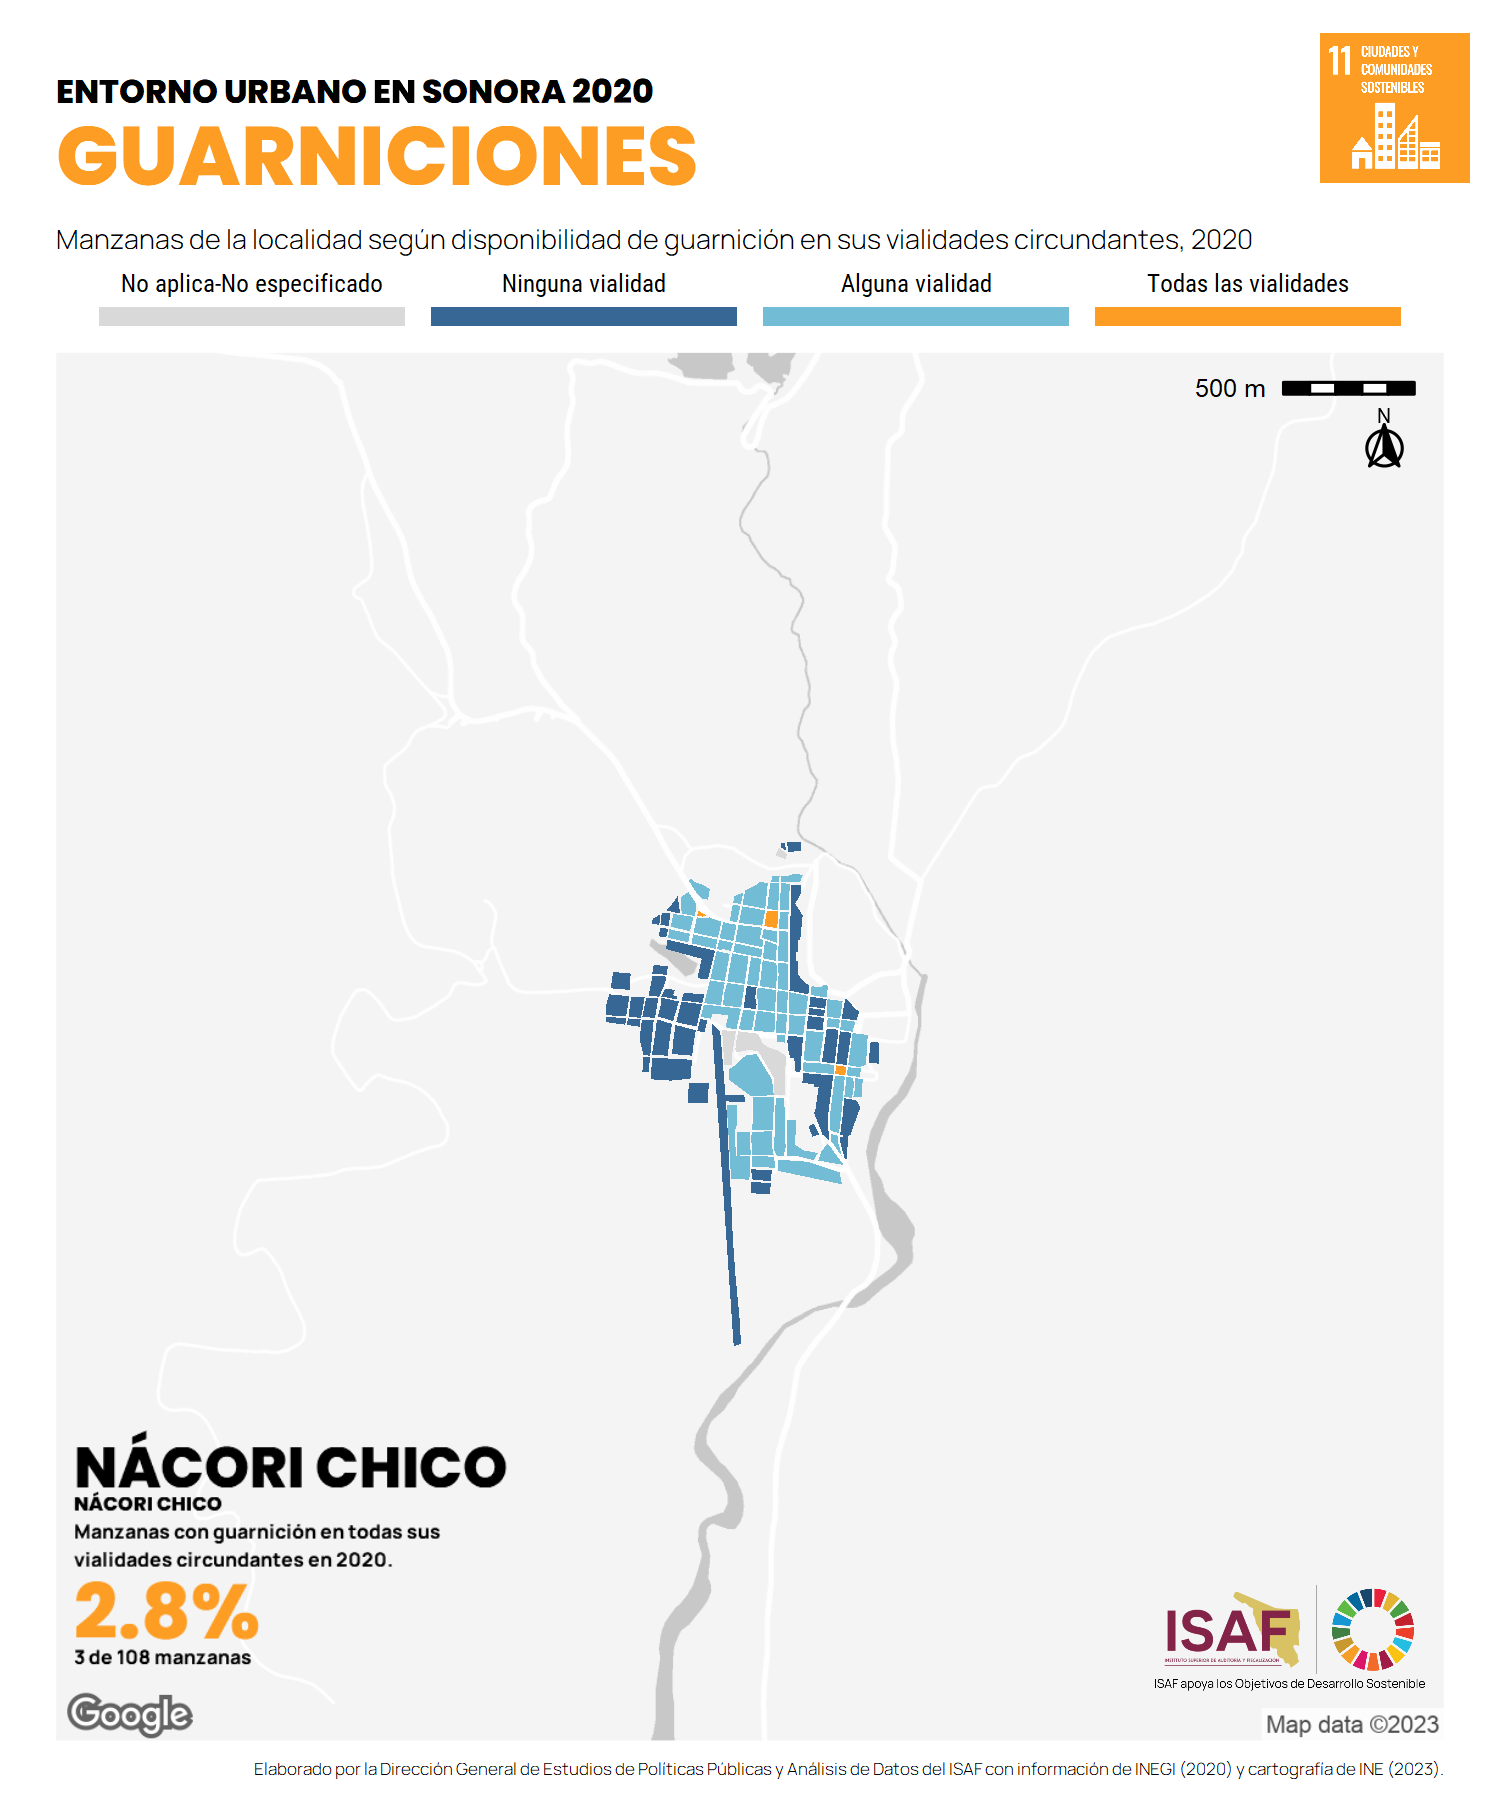 11 CIUDADES Y
COMUNIDADES
SOSTENIBLES
ENTORNO URBANO EN SONORA 2020
GUARNICIONES
Manzanas de la localidad según disponibilidad de guarnición en sus vialidades circundantes, 2020
No aplica-No especificado
Ninguna vialidad
Alguna vialidad
Todas las vialidades
500 m
N
NÁCORI CHICO
NÁCORI CHICO
Manzanas con guarnición en todas sus
vialidades circundantes en 2020.
2.8%
3 de 108 manzanas
ISAF
INSTITUTO SUPERIOR DE AUDITORÍA Y FISCALIZACIÓN
ISAF apoya los Objetivos de Desarrollo Sostenible
Google
Map data ©2023
Elaborado por la Dirección General de Estudios de Políticas Públicas y Análisis de Datos del ISAF con información de INEGI (2020) y cartografía de INE (2023).